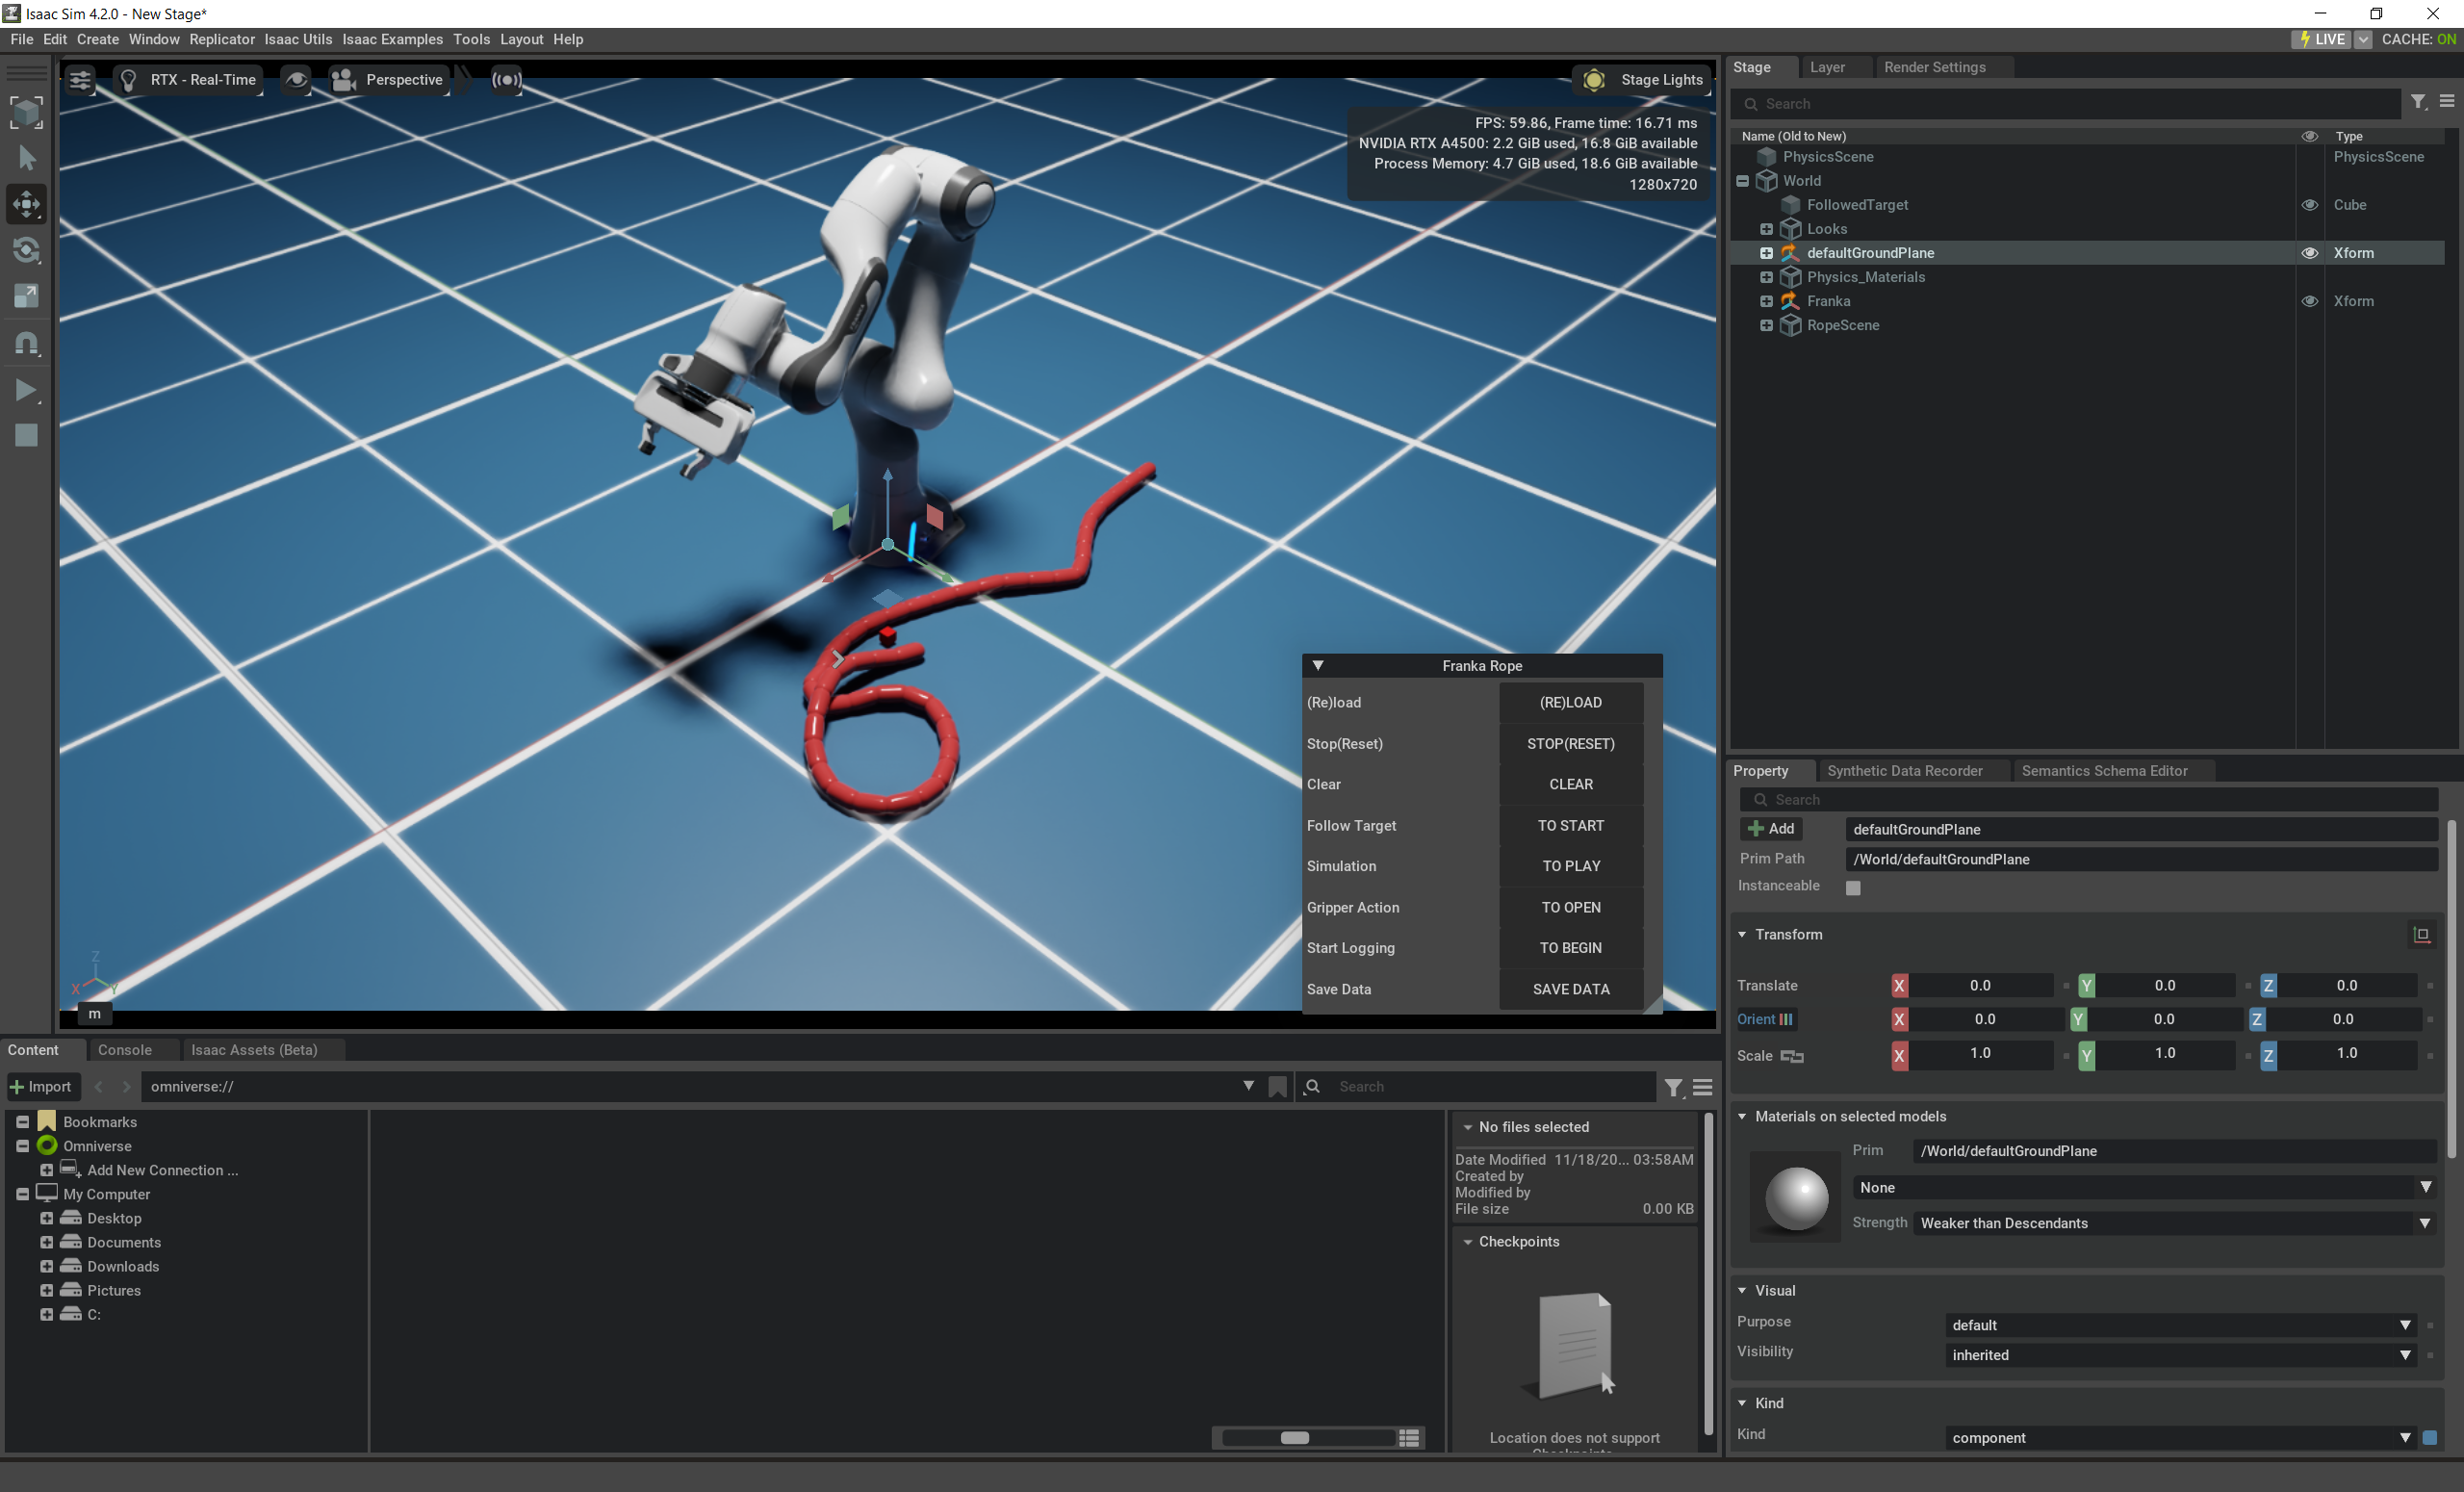 Isaac Sim 4.2.0 - New Stage*
File Edit Create Window Replicator Isaac Utils Isaac Examples Tools Layout Help
LIVE CACHE: ON
RTX - Real-Time Perspective Stage Lights
FPS: 59.86, Frame time: 16.71 ms
NVIDIA RTX A4500: 2.2 GiB used, 16.8 GiB available
Process Memory: 4.7 GiB used, 18.6 GiB available
1280x720
Z
X Y
m
Franka Rope
(Re)load (RE)LOAD
Stop(Reset) STOP(RESET)
Clear CLEAR
Follow Target TO START
Simulation TO PLAY
Gripper Action TO OPEN
Start Logging TO BEGIN
Save Data SAVE DATA
Stage Layer Render Settings
Search
Name (Old to New) Type
PhysicsScene PhysicsScene
World
FollowedTarget Cube
Looks
defaultGroundPlane Xform
Physics_Materials
Franka Xform
RopeScene
Property Synthetic Data Recorder Semantics Schema Editor
Search
Add defaultGroundPlane
Prim Path /World/defaultGroundPlane
Instanceable
Transform
Translate X 0.0 Y 0.0 Z 0.0
Orient X 0.0 Y 0.0 Z 0.0
Scale X 1.0 Y 1.0 Z 1.0
Materials on selected models
Prim /World/defaultGroundPlane
None
Strength Weaker than Descendants
Visual
Purpose default
Visibility inherited
Kind
Kind component
Content Console Isaac Assets (Beta)
Import omniverse:// Search
Bookmarks
Omniverse
Add New Connection ...
My Computer
Desktop
Documents
Downloads
Pictures
C:
No files selected
Date Modified 11/18/20... 03:58AM
Created by
Modified by
File size 0.00 KB
Checkpoints
Location does not support